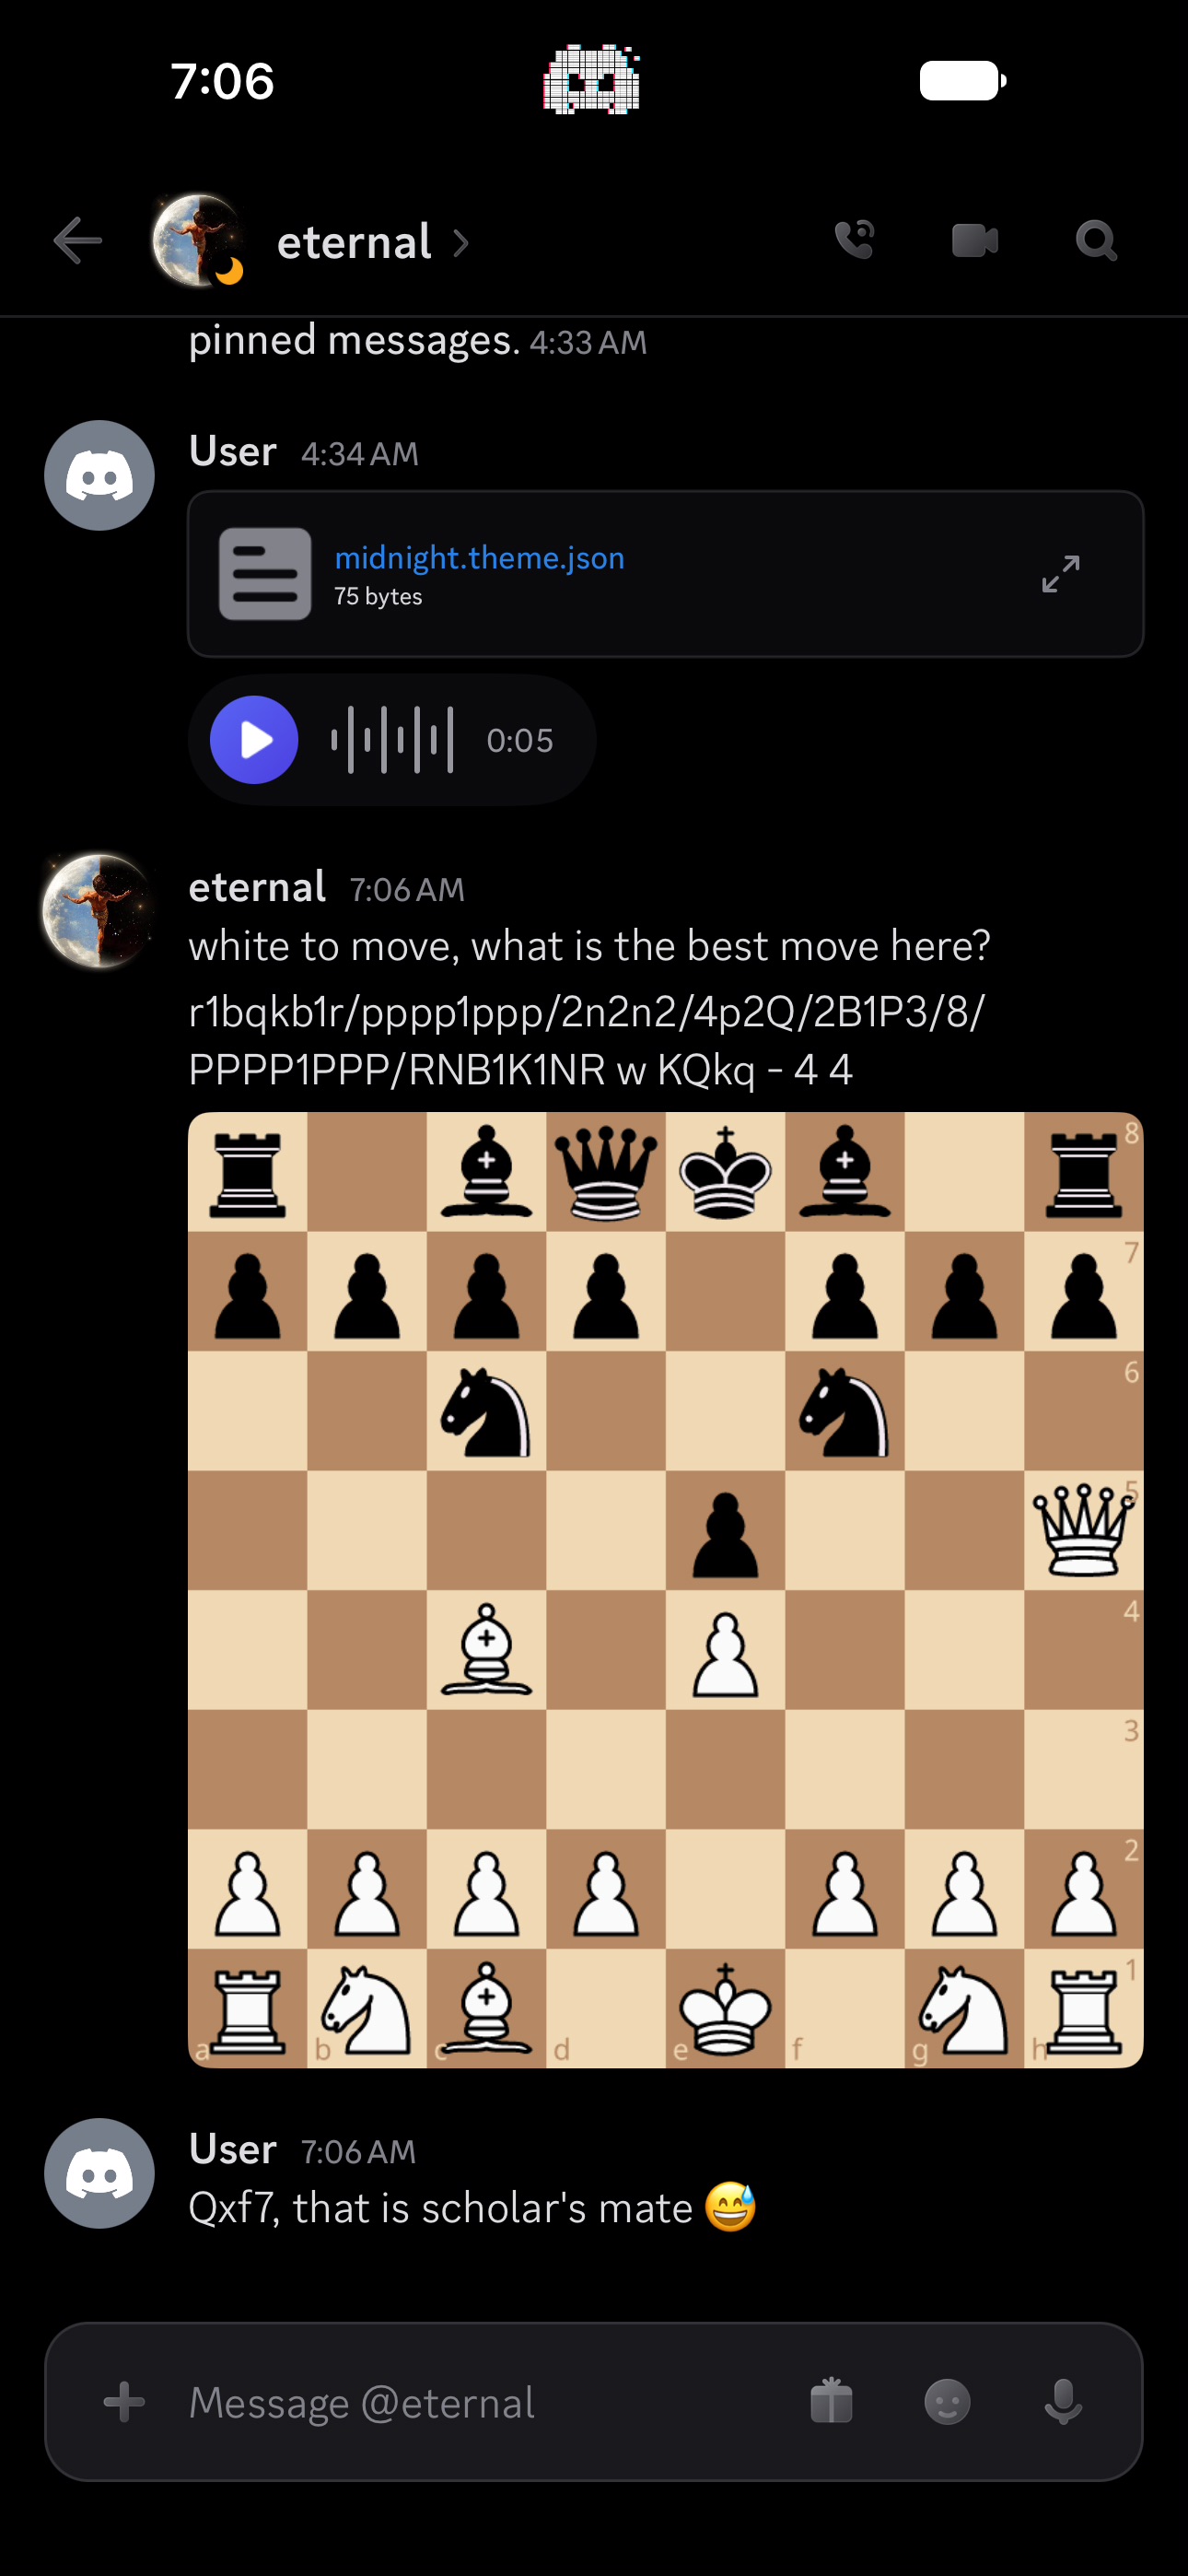 7:06
eternal
pinned messages. 4:33 AM
User 4:34 AM
midnight.theme.json
75 bytes
0:05
eternal 7:06 AM
white to move, what is the best move here?
r1bqkb1r/pppp1ppp/2n2n2/4p2Q/2B1P3/8/
PPPP1PPP/RNB1K1NR w KQkq - 4 4
8
7
6
5
4
3
2
1
a b c d e f g h
User 7:06 AM
Qxf7, that is scholar's mate 😅
Message @eternal